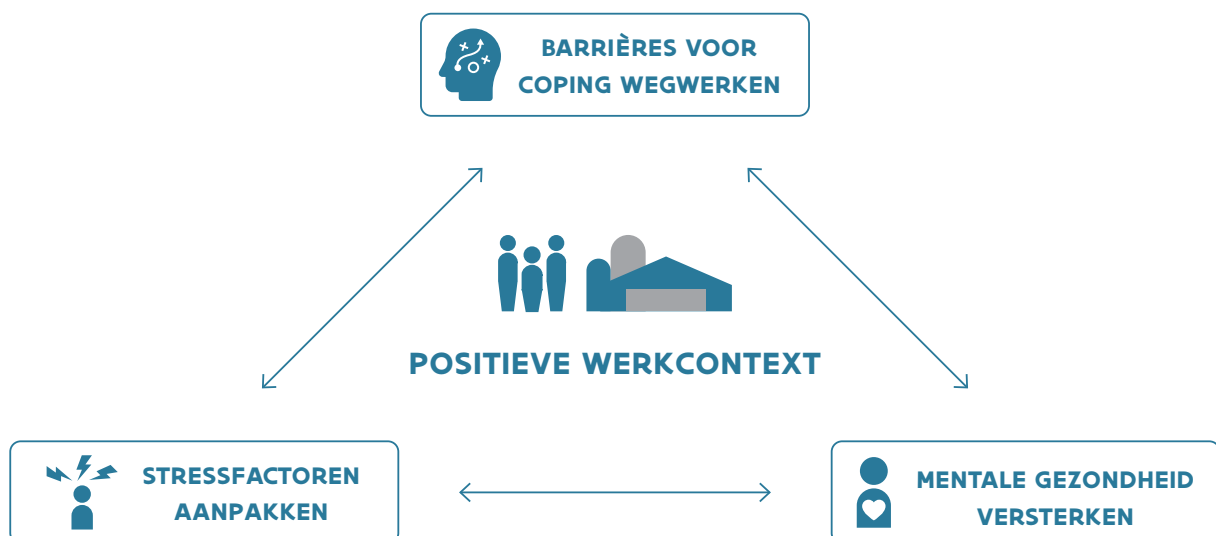 BARRIÈRES VOOR
COPING WEGWERKEN
POSITIEVE WERKCONTEXT
STRESSFACTOREN
AANPAKKEN
MENTALE GEZONDHEID
VERSTERKEN